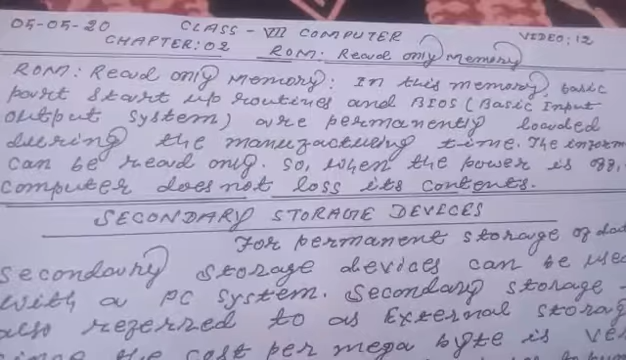 05-05-20 CLASS - VII COMPUTER VIDEO: 12
CHAPTER: 02 ROM: Read only Memory
ROM: Read only Memory: In this memory, basic
part start up routines and BIOS (Basic Input
output system) are permanently loaded
during the manufacturing time. The inform
can be read only. So, when the power is off,
computer does not loss its contents.
SECONDARY STORAGE DEVICES
For permanent storage of dat
secondary storage devices can be used
with a PC system. Secondary storage
also referred to as External storag
the cost per mega byte is ver